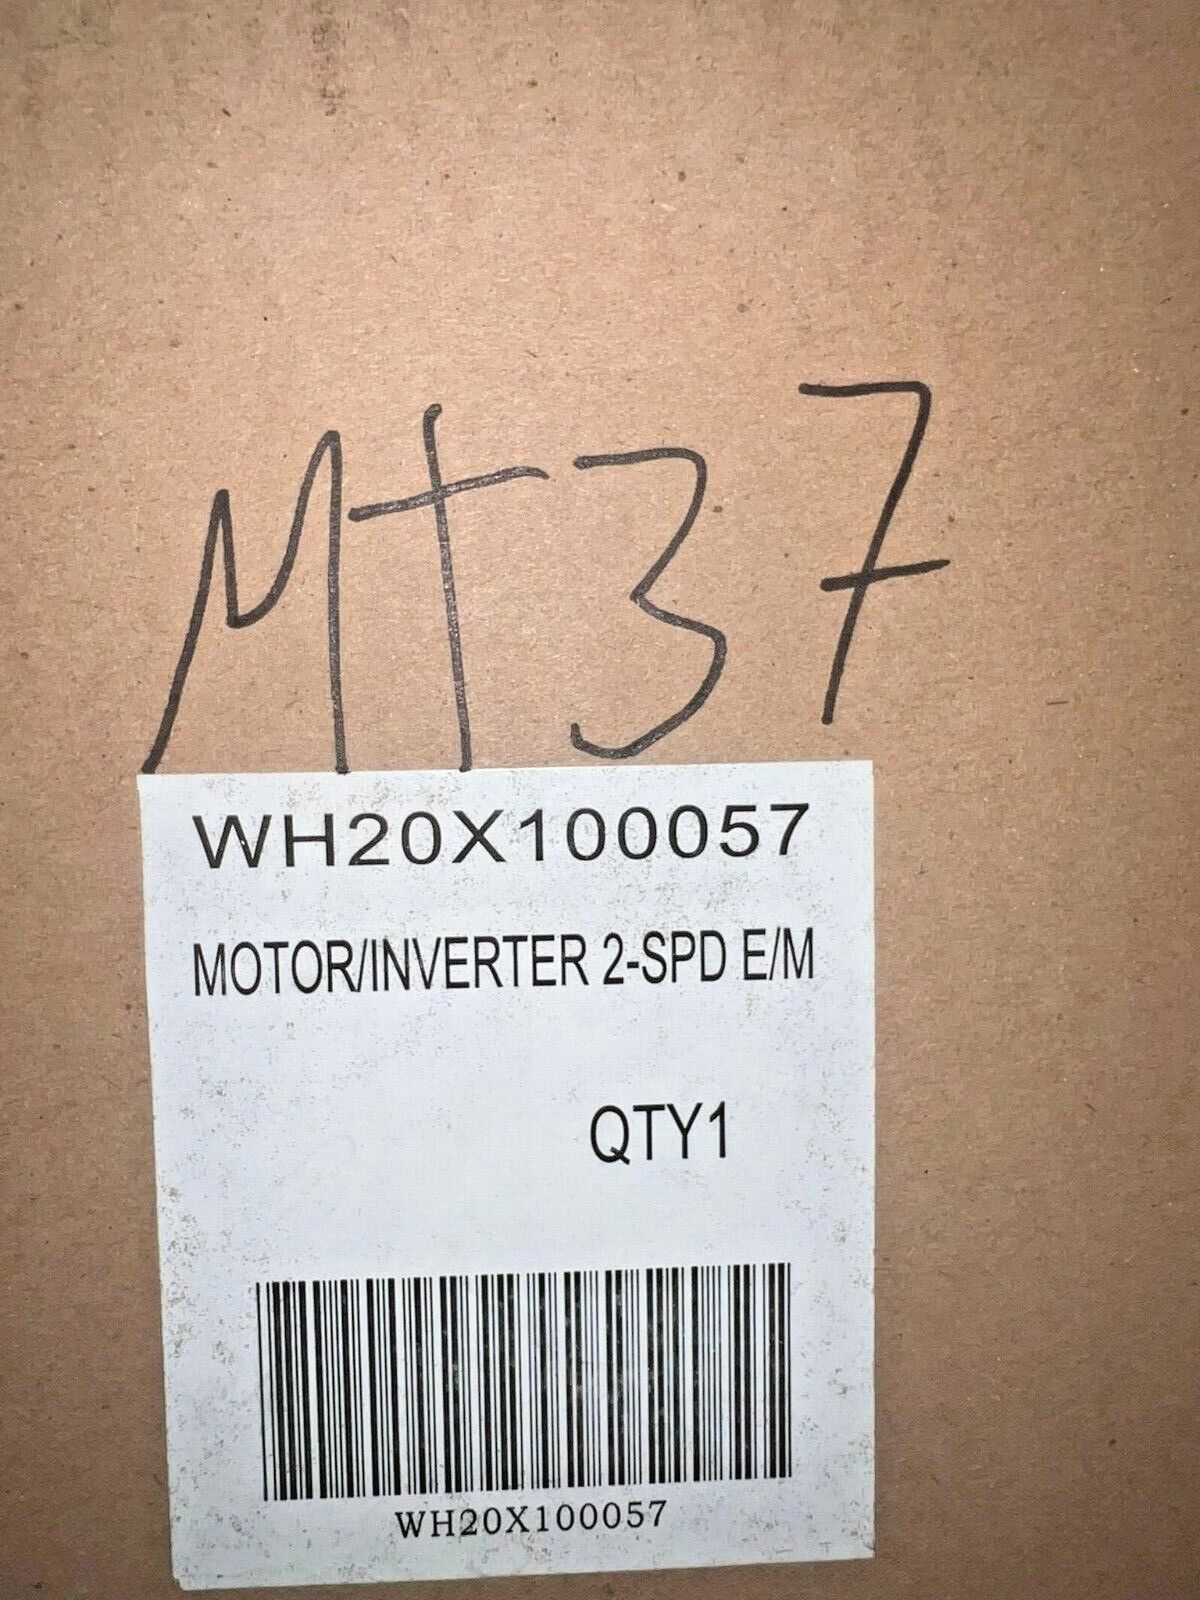 Mt37
WH20X100057
MOTOR/INVERTER 2-SPD E/M
QTY1
WH20X100057